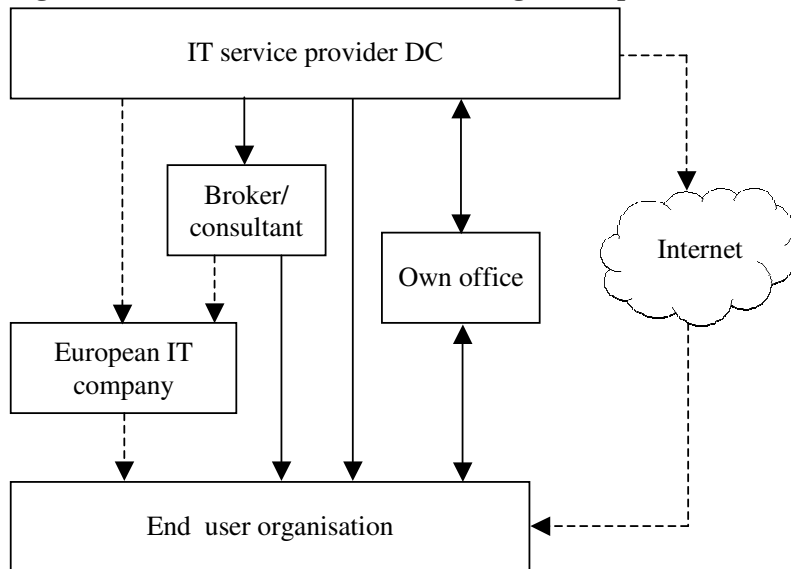 IT service provider DC
Broker/
consultant
Internet
Own office
European IT
company
End user organisation